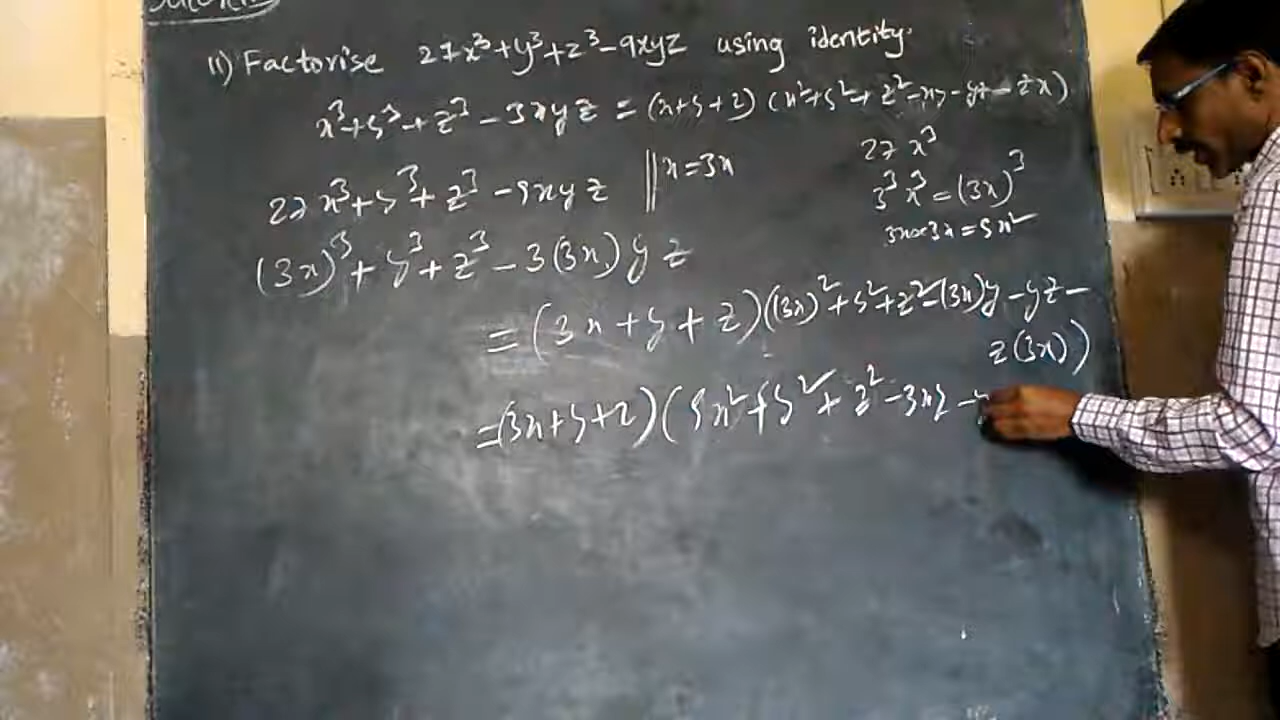 11) Factorise 27x³+y³+z³-9xyz using identity.
x³+y³+z³-3xyz = (x+y+z) (x²+y²+z²-xy-yz-zx)
27x³+y³+z³-9xyz || x=3x
27 x³
3³x³=(3x)³
3x×3x=9x²
(3x)³+y³+z³-3(3x)yz
=(3x+y+z)((3x)²+y²+z²-(3x)y-yz-
z(3x))
=(3x+y+z)(9x²+y²+z²-3xy-y